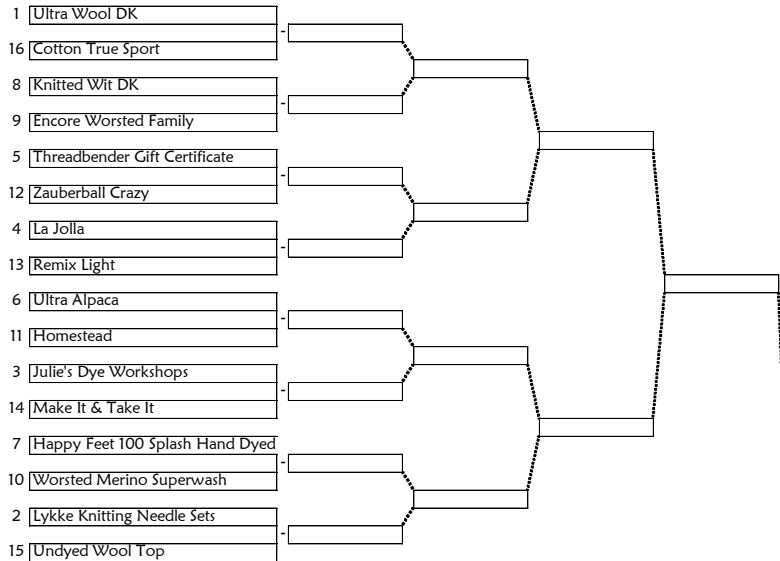 1 Ultra Wool DK
-
16 Cotton True Sport
8 Knitted Wit DK
-
9 Encore Worsted Family
5 Threadbender Gift Certificate
-
12 Zauberball Crazy
4 La Jolla
-
13 Remix Light
6 Ultra Alpaca
-
11 Homestead
3 Julie's Dye Workshops
-
14 Make It & Take It
7 Happy Feet 100 Splash Hand Dyed
-
10 Worsted Merino Superwash
2 Lykke Knitting Needle Sets
-
15 Undyed Wool Top